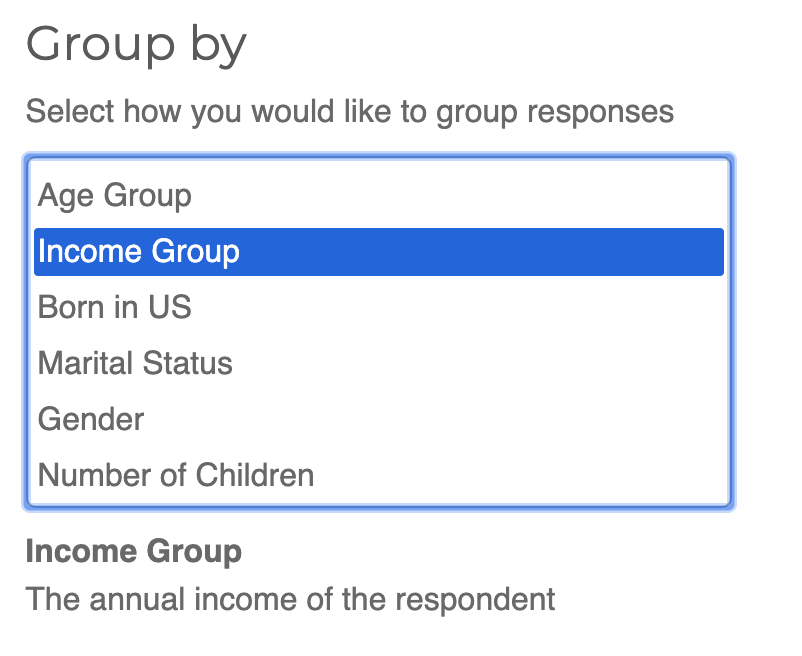 Group by
Select how you would like to group responses
Age Group
Income Group
Born in US
Marital Status
Gender
Number of Children
Income Group
The annual income of the respondent